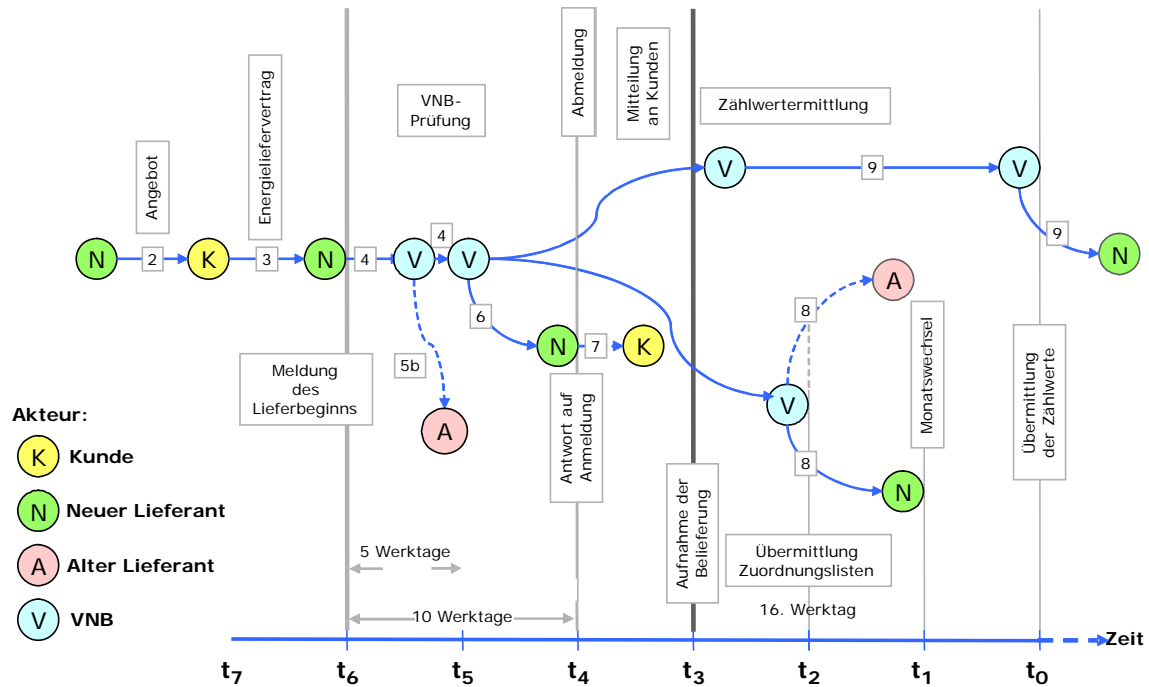 Angebot
Energieliefervertrag
VNB-
Prüfung
Abmeldung
Mitteilung
an Kunden
Zählwertermittlung
V
9
V
9
N
N
2
K
3
N
4
V
4
V
6
5b
A
N
7
K
8
A
V
8
N
Meldung
des
Lieferbeginns
Antwort auf
Anmeldung
Aufnahme der
Belieferung
Monatswechsel
Übermittlung
der Zählwerte
Übermittlung
Zuordnungslisten
16. Werktag
5 Werktage
10 Werktage
Akteur:
K Kunde
N Neuer Lieferant
A Alter Lieferant
V VNB
Zeit
t7 t6 t5 t4 t3 t2 t1 t0